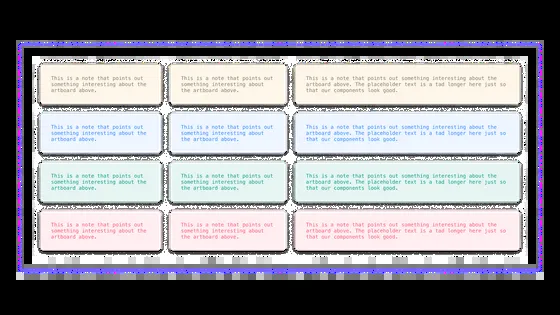 This is a note that points out
something interesting about the
artboard above.
This is a note that points out
something interesting about the
artboard above.
This is a note that points out something interesting about the
artboard above. The placeholder text is a tad longer here just so
that our components look good.
This is a note that points out
something interesting about the
artboard above.
This is a note that points out
something interesting about the
artboard above.
This is a note that points out something interesting about the
artboard above. The placeholder text is a tad longer here just so
that our components look good.
This is a note that points out
something interesting about the
artboard above.
This is a note that points out
something interesting about the
artboard above.
This is a note that points out something interesting about the
artboard above. The placeholder text is a tad longer here just so
that our components look good.
This is a note that points out
something interesting about the
artboard above.
This is a note that points out
something interesting about the
artboard above.
This is a note that points out something interesting about the
artboard above. The placeholder text is a tad longer here just so
that our components look good.